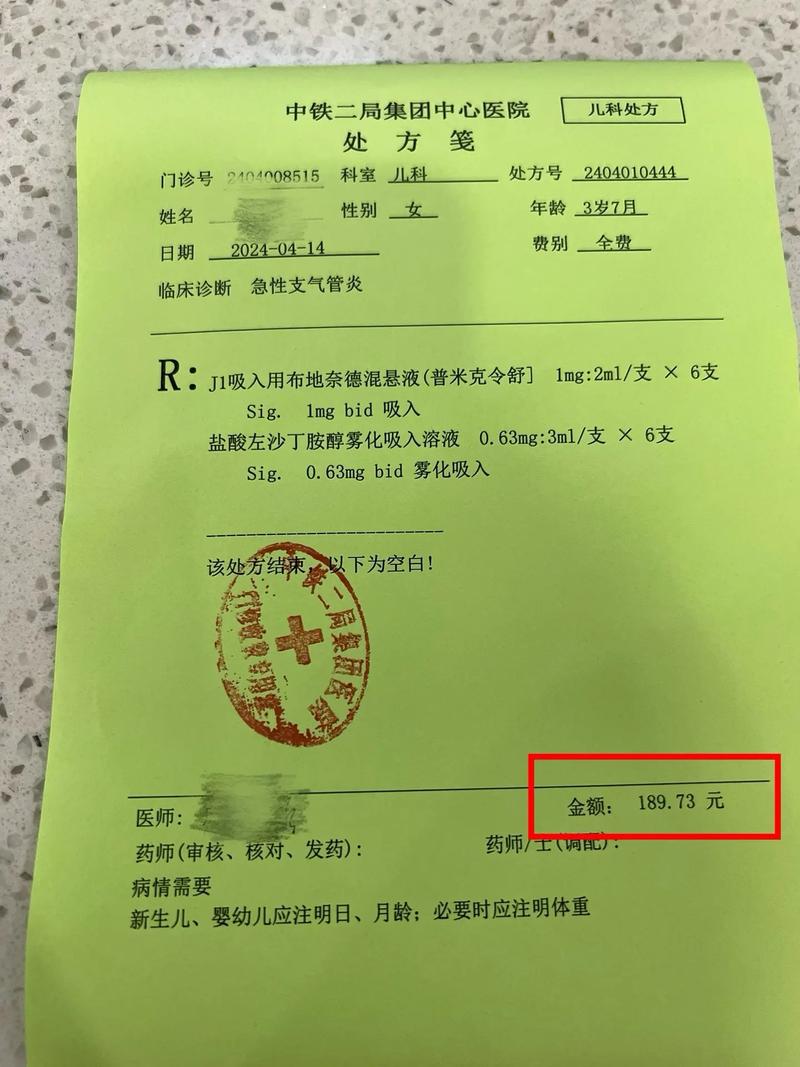 中铁二局集团中心医院 儿科处方
处方笺
门诊号 2404008515 科室 儿科 处方号 2404010444
姓名 性别 女 年龄 3岁7月
日期 2024-04-14 费别 全费
临床诊断 急性支气管炎
R: J1吸入用布地奈德混悬液(普米克令舒] 1mg:2ml/支 × 6支
Sig. 1mg bid 吸入
盐酸左沙丁胺醇雾化吸入溶液 0.63mg:3ml/支 × 6支
Sig. 0.63mg bid 雾化吸入
该处方结束, 以下为空白!
二局集团医院
医师: 金额: 189.73 元
药师(审核、核对、发药): 药师/士(调配):
病情需要
新生儿、婴幼儿应注明日、月龄; 必要时应注明体重